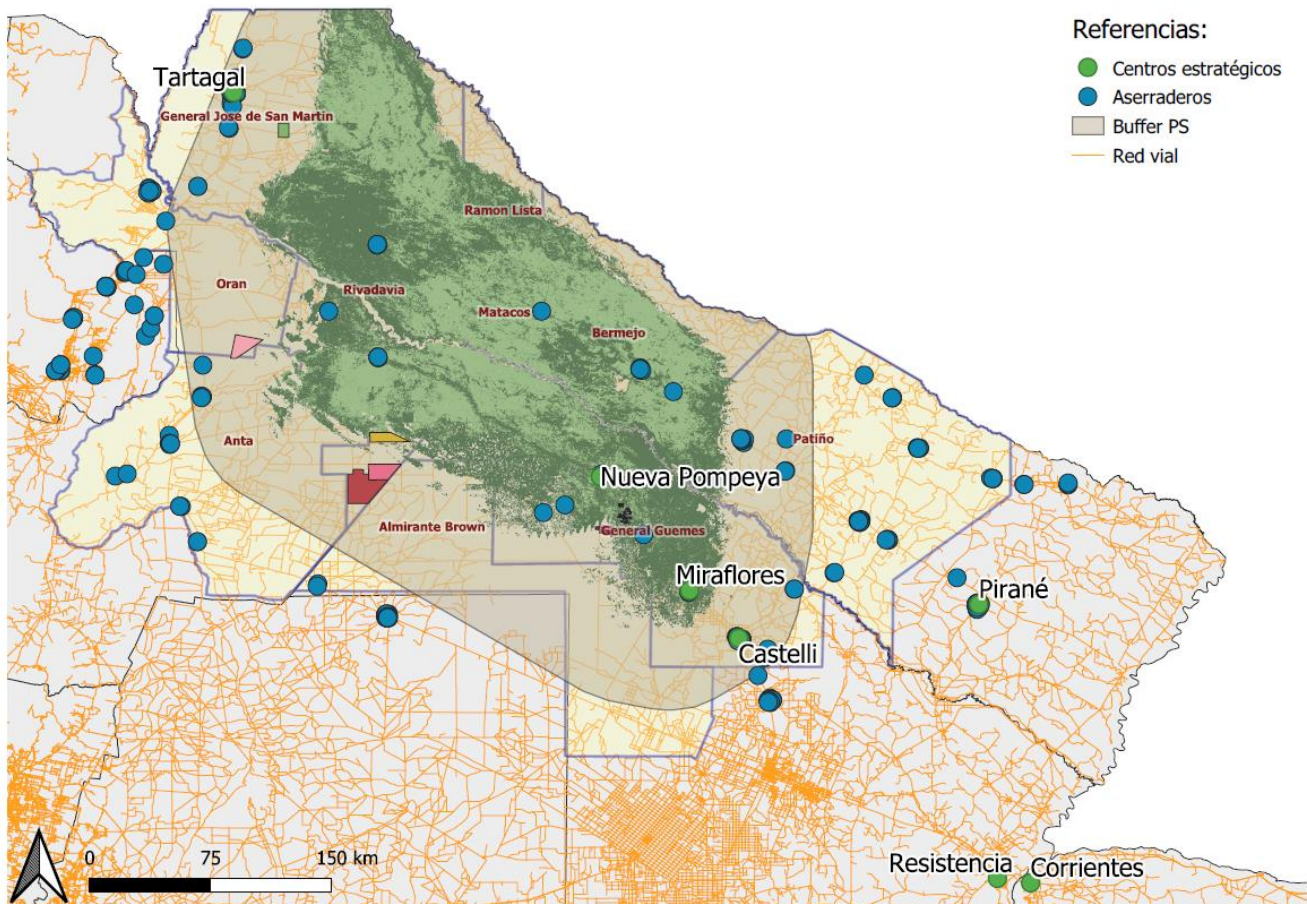 Referencias:
Centros estratégicos
Aserraderos
Buffer PS
Red vial
Tartagal
General José de San Martin
Ramon Lista
Oran
Rivadavia
Matacos
Bermejo
Anta
Patiño
Nueva Pompeya
Almirante Brown
General Guemes
Miraflores
Pirané
Castelli
0 75 150 km
Resistencia
Corrientes